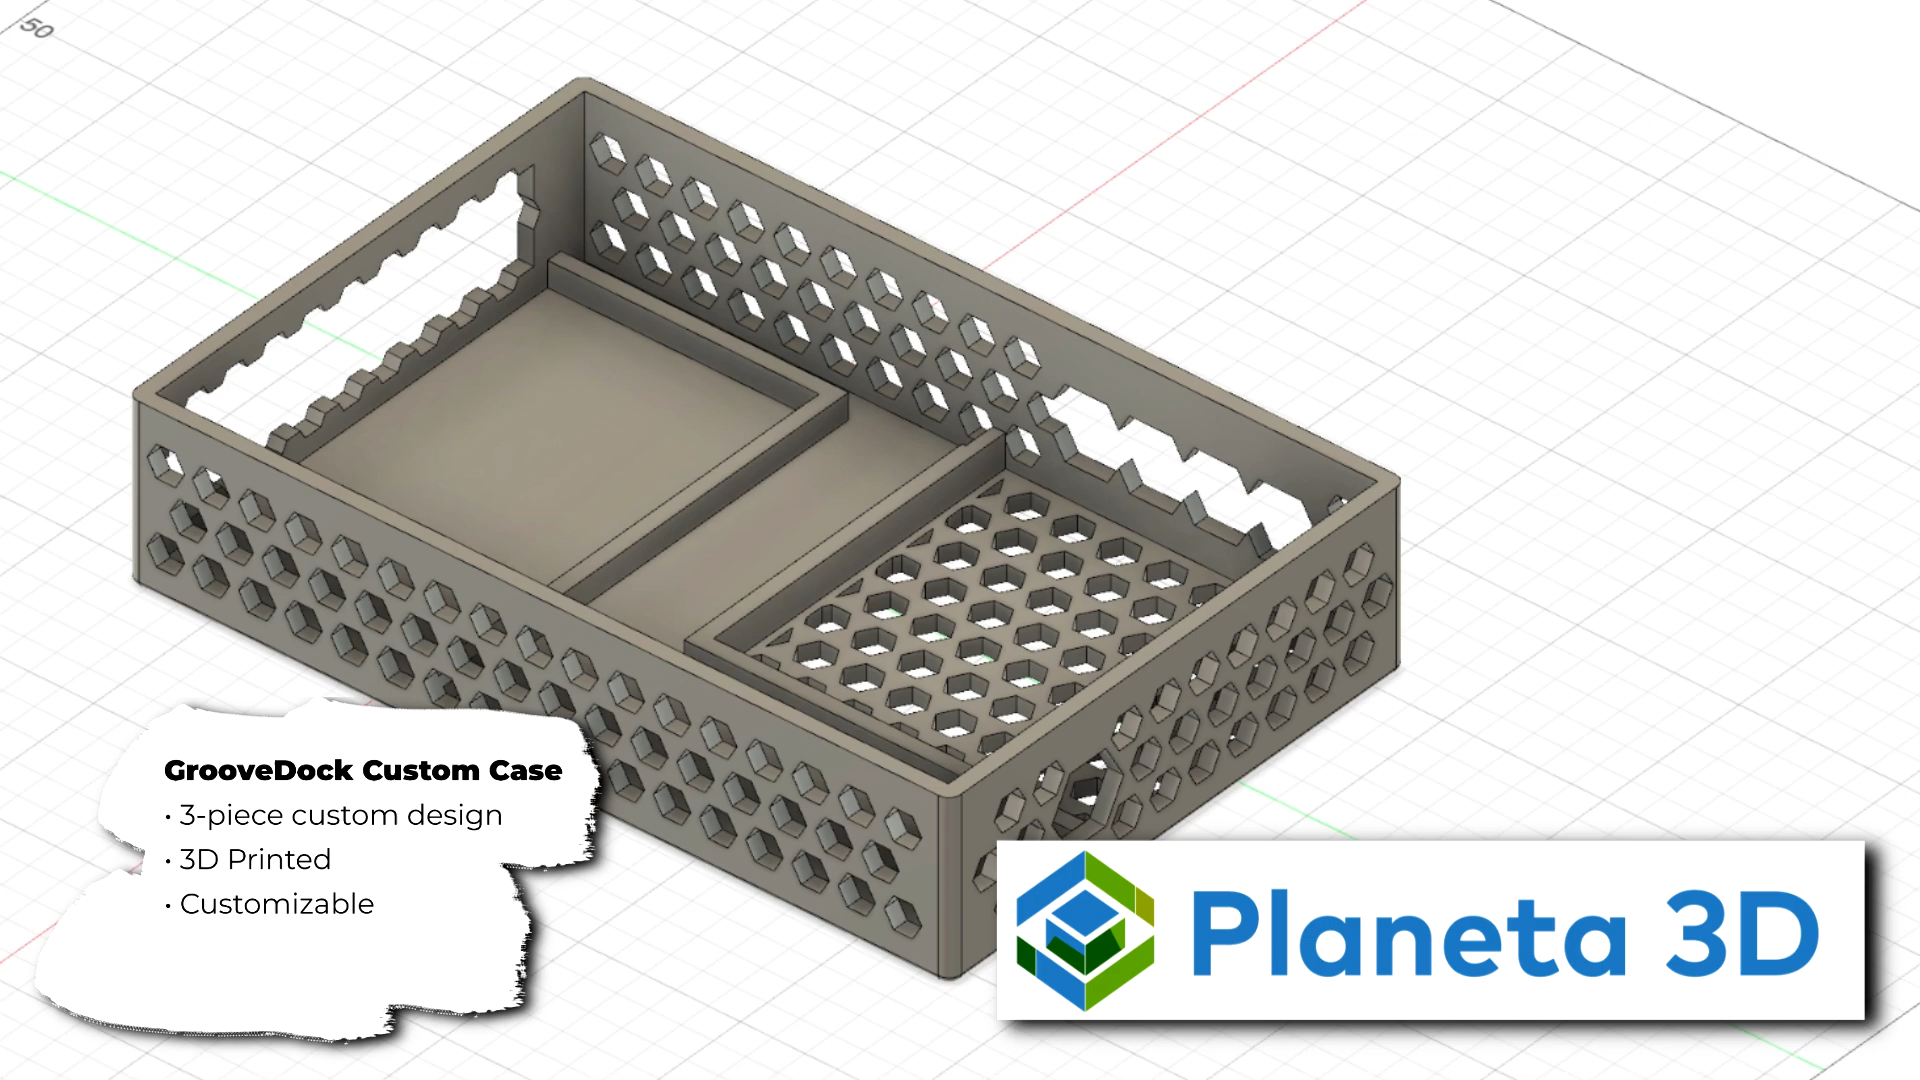 50
GrooveDock Custom Case
• 3-piece custom design
• 3D Printed
• Customizable
Planeta 3D